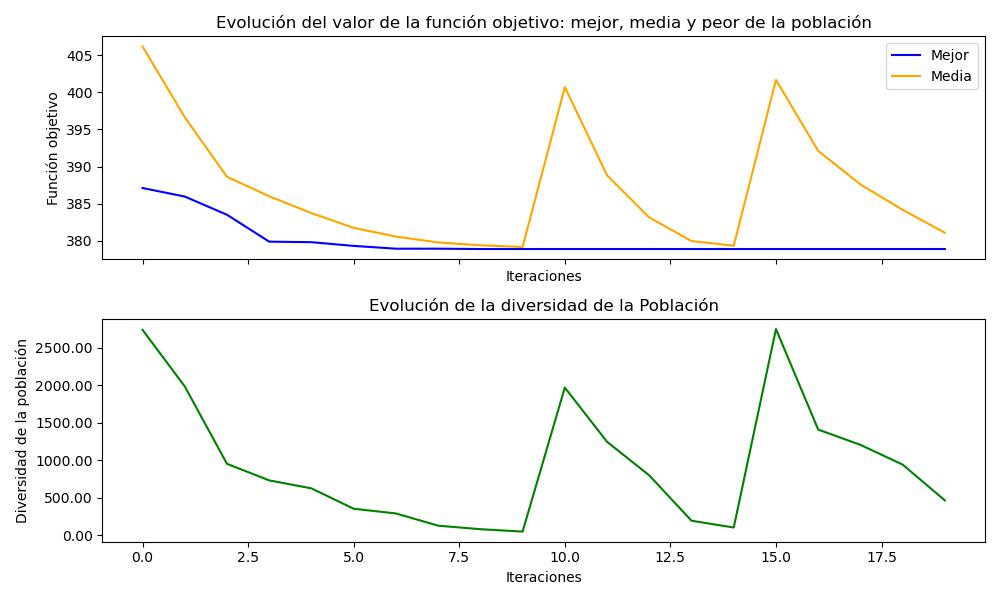 Evolución del valor de la función objetivo: mejor, media y peor de la población
Función objetivo
405
400
395
390
385
380
Mejor
Media
Iteraciones
Evolución de la diversidad de la Población
Diversidad de la población
2500.00
2000.00
1500.00
1000.00
500.00
0.00
0.0 2.5 5.0 7.5 10.0 12.5 15.0 17.5
Iteraciones